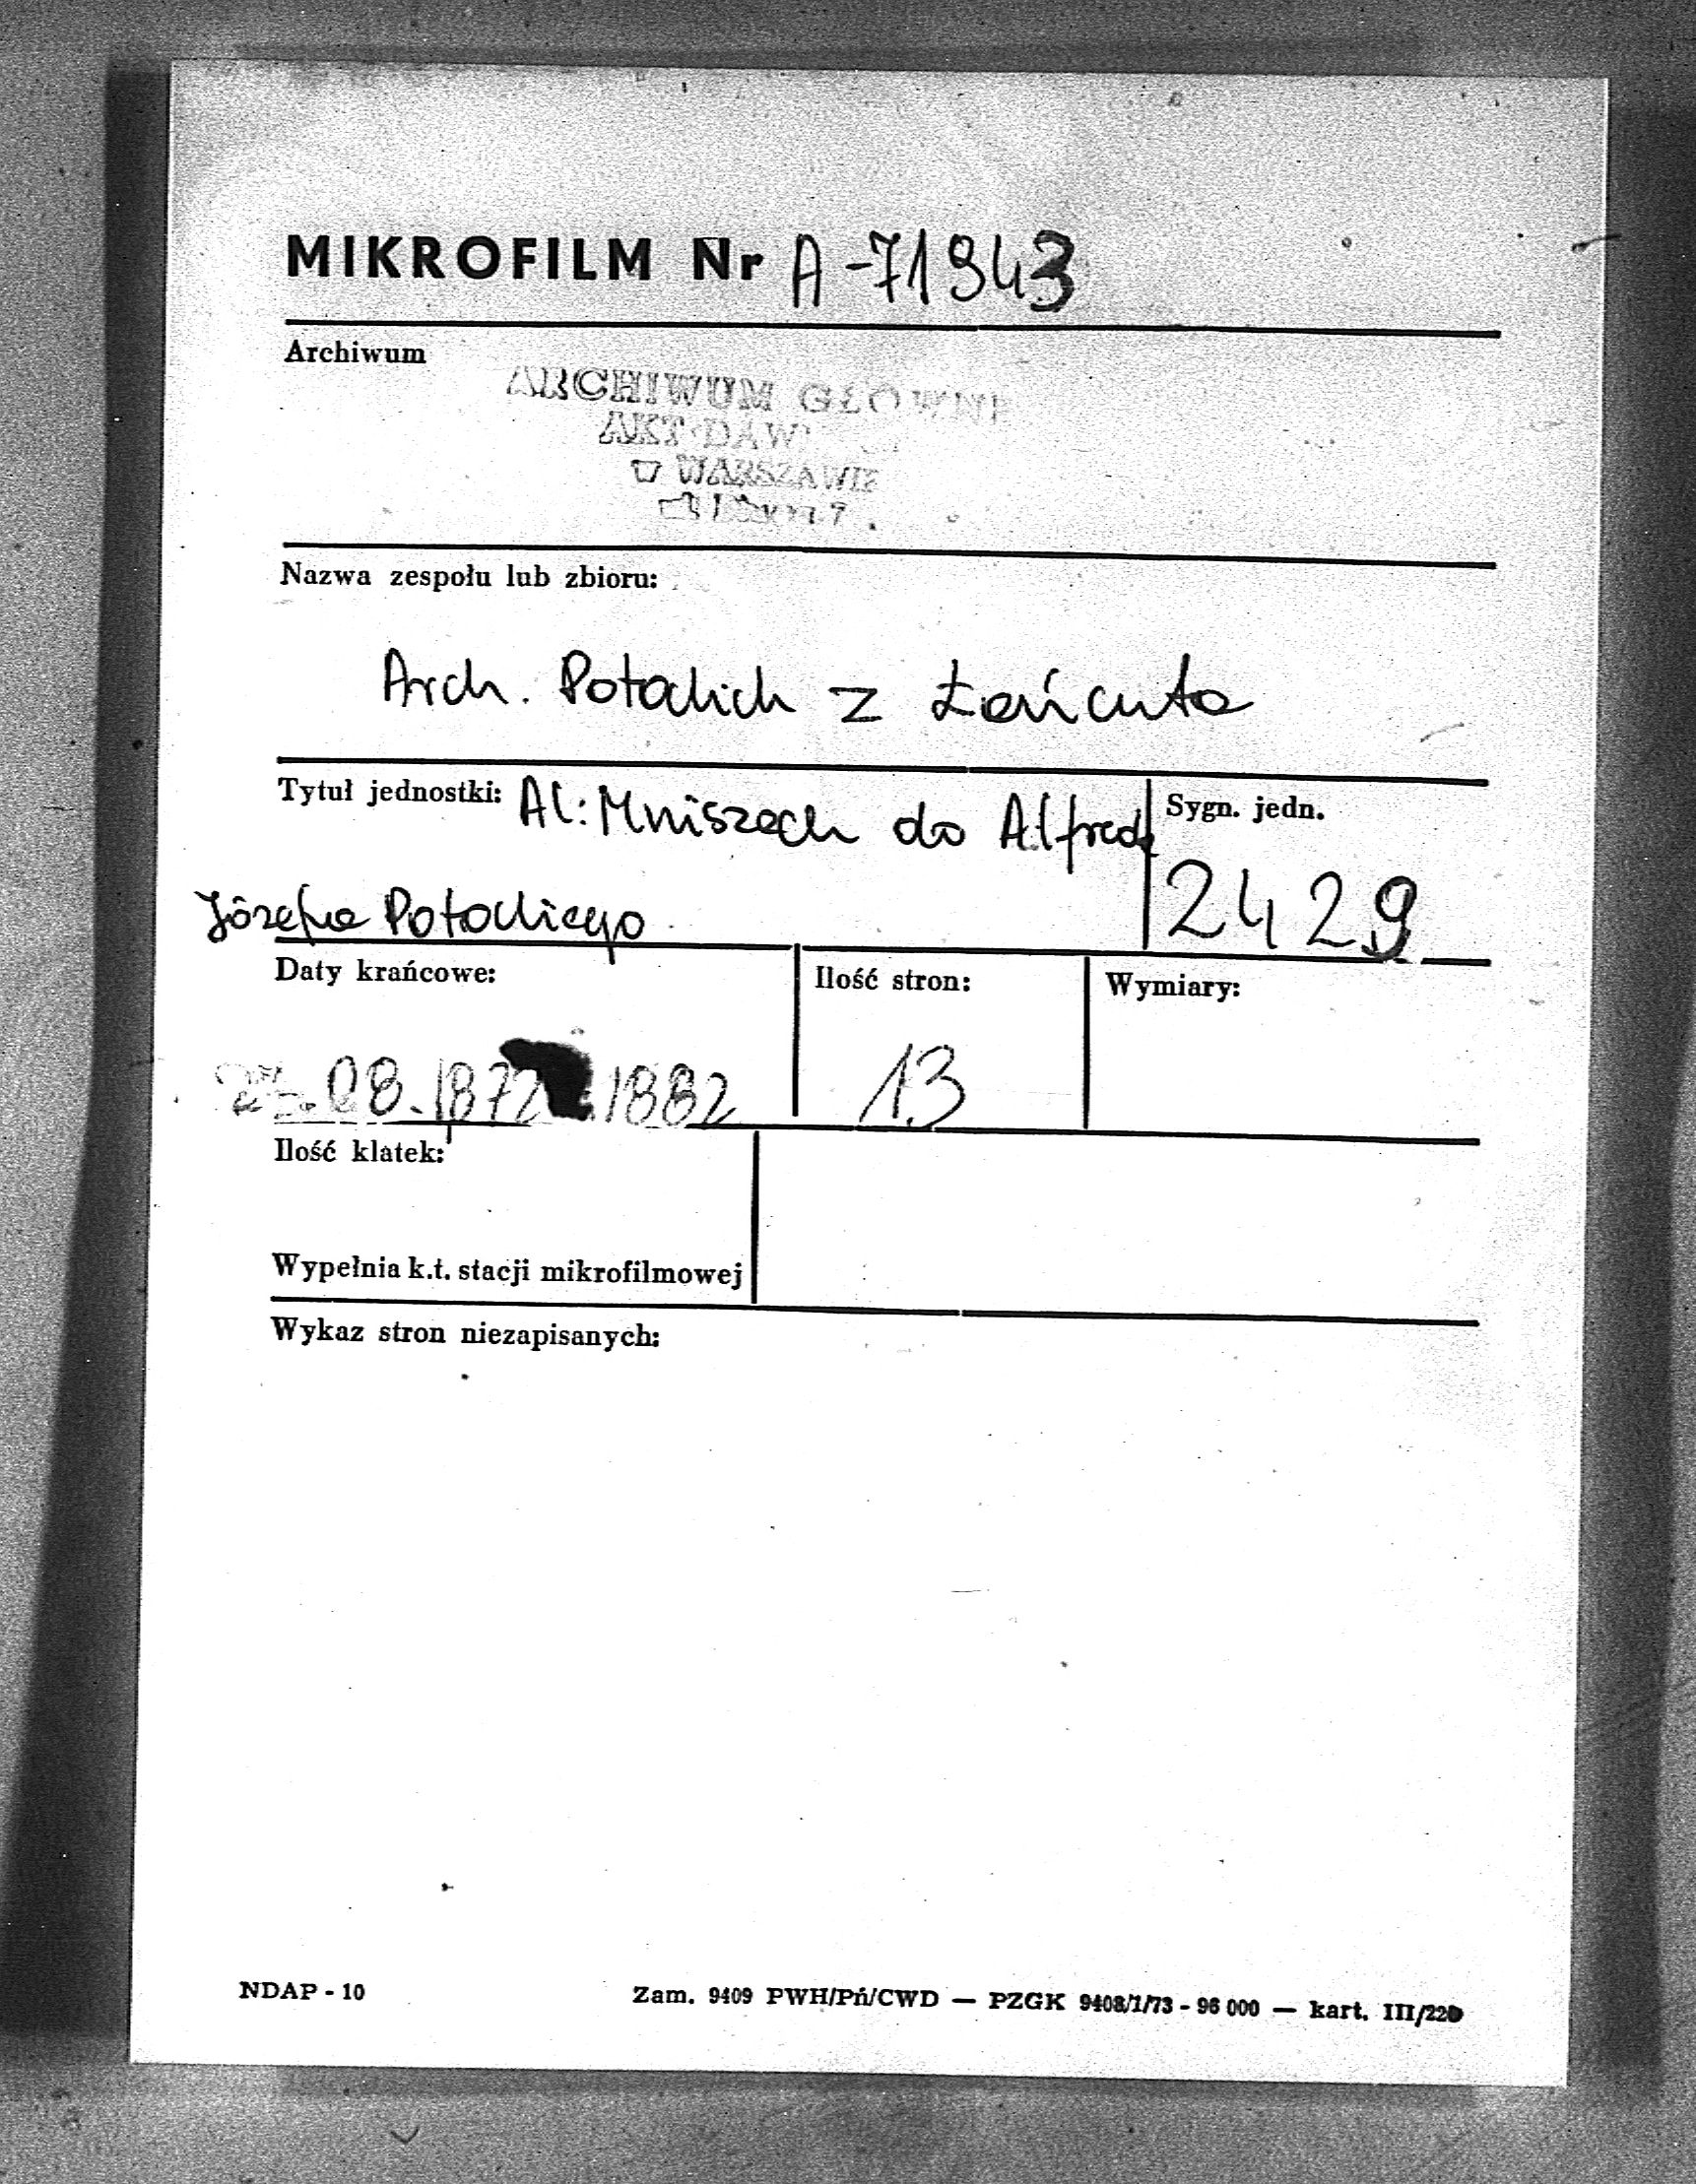 MIKROFILM Nr A-71943
Archiwum
ARCHIWUM GŁÓWNE
AKT DAW
W WARSZAWIE
Nazwa zespołu lub zbioru:
Arch. Potockich z Łańcuta
Tytuł jednostki: Al: Mniszech do Alfreda
Sygn. jedn.
Józefa Potockiego
2429
Daty krańcowe:
Ilość stron:
Wymiary:
08.1872 1882
13
Ilość klatek:
Wypełnia k.t. stacji mikrofilmowej
Wykaz stron niezapisanych:
NDAP - 10
Zam. 9409 PWH/Pń/CWD — PZGK 9408/I/73 - 96 000 — kart. III/220